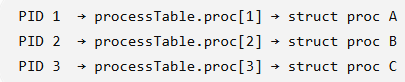 PID 1 → processTable.proc[1] → struct proc A
PID 2 → processTable.proc[2] → struct proc B
PID 3 → processTable.proc[3] → struct proc C